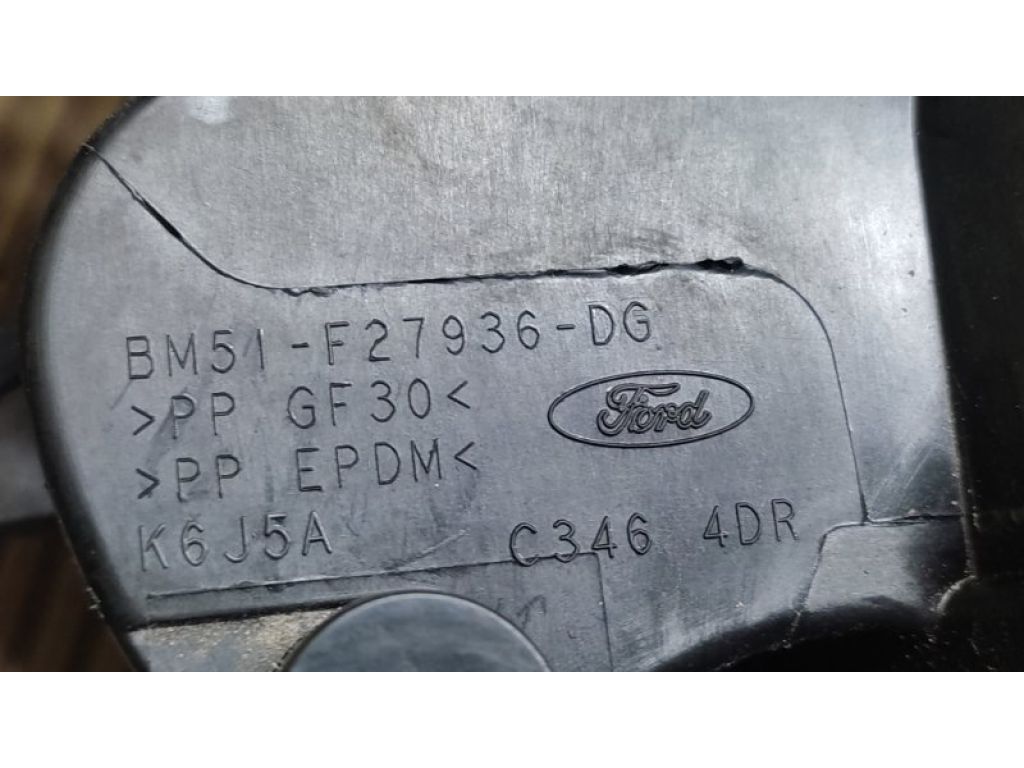 BM51-F27936-DG
>PP GF30<
Ford
>PP EPDM<
K6J5A C346 4DR